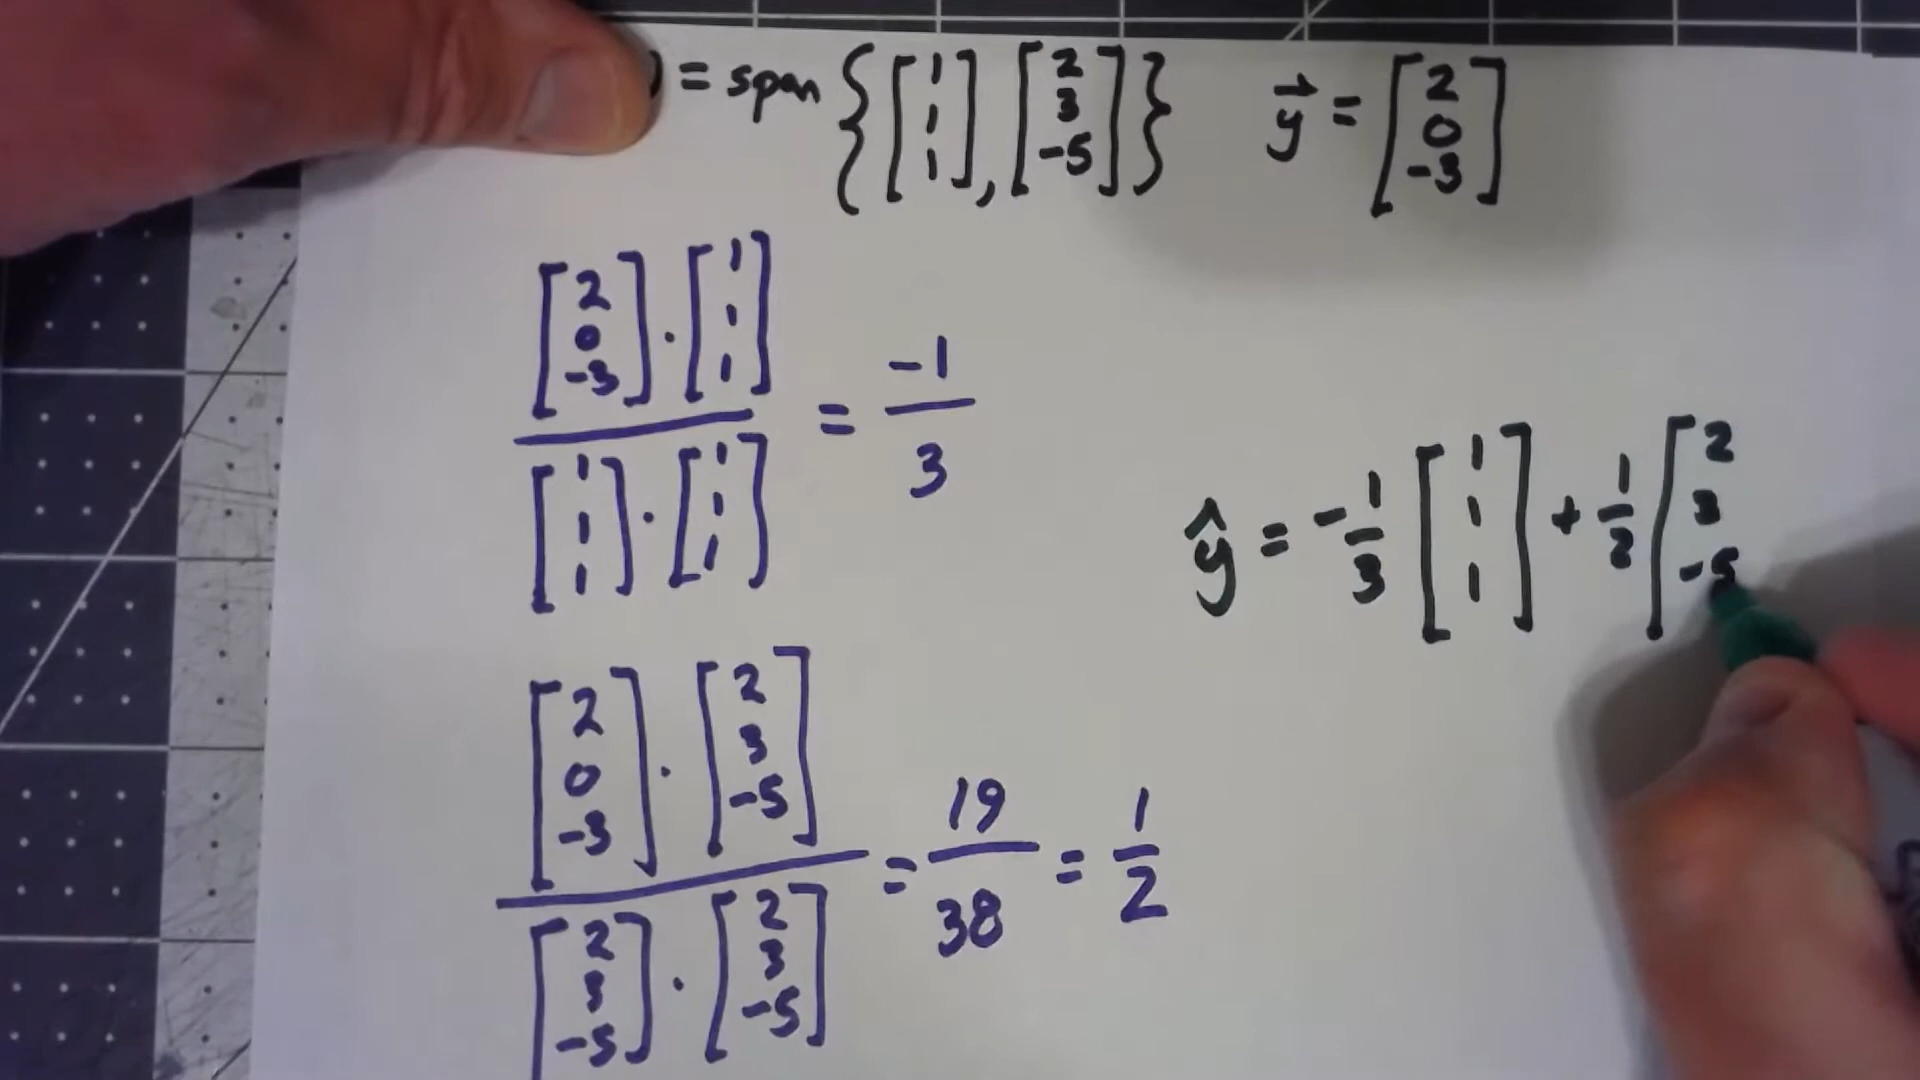 = span { [1 1 1], [2 3 -5] } y⃗ = [2 0 -3]
[2 0 -3] · [1 1 1] / [1 1 1] · [1 1 1] = -1/3
ŷ = -1/3 [1 1 1] + 1/2 [2 3 -5
[2 0 -3] · [2 3 -5] / [2 3 -5] · [2 3 -5] = 19/38 = 1/2